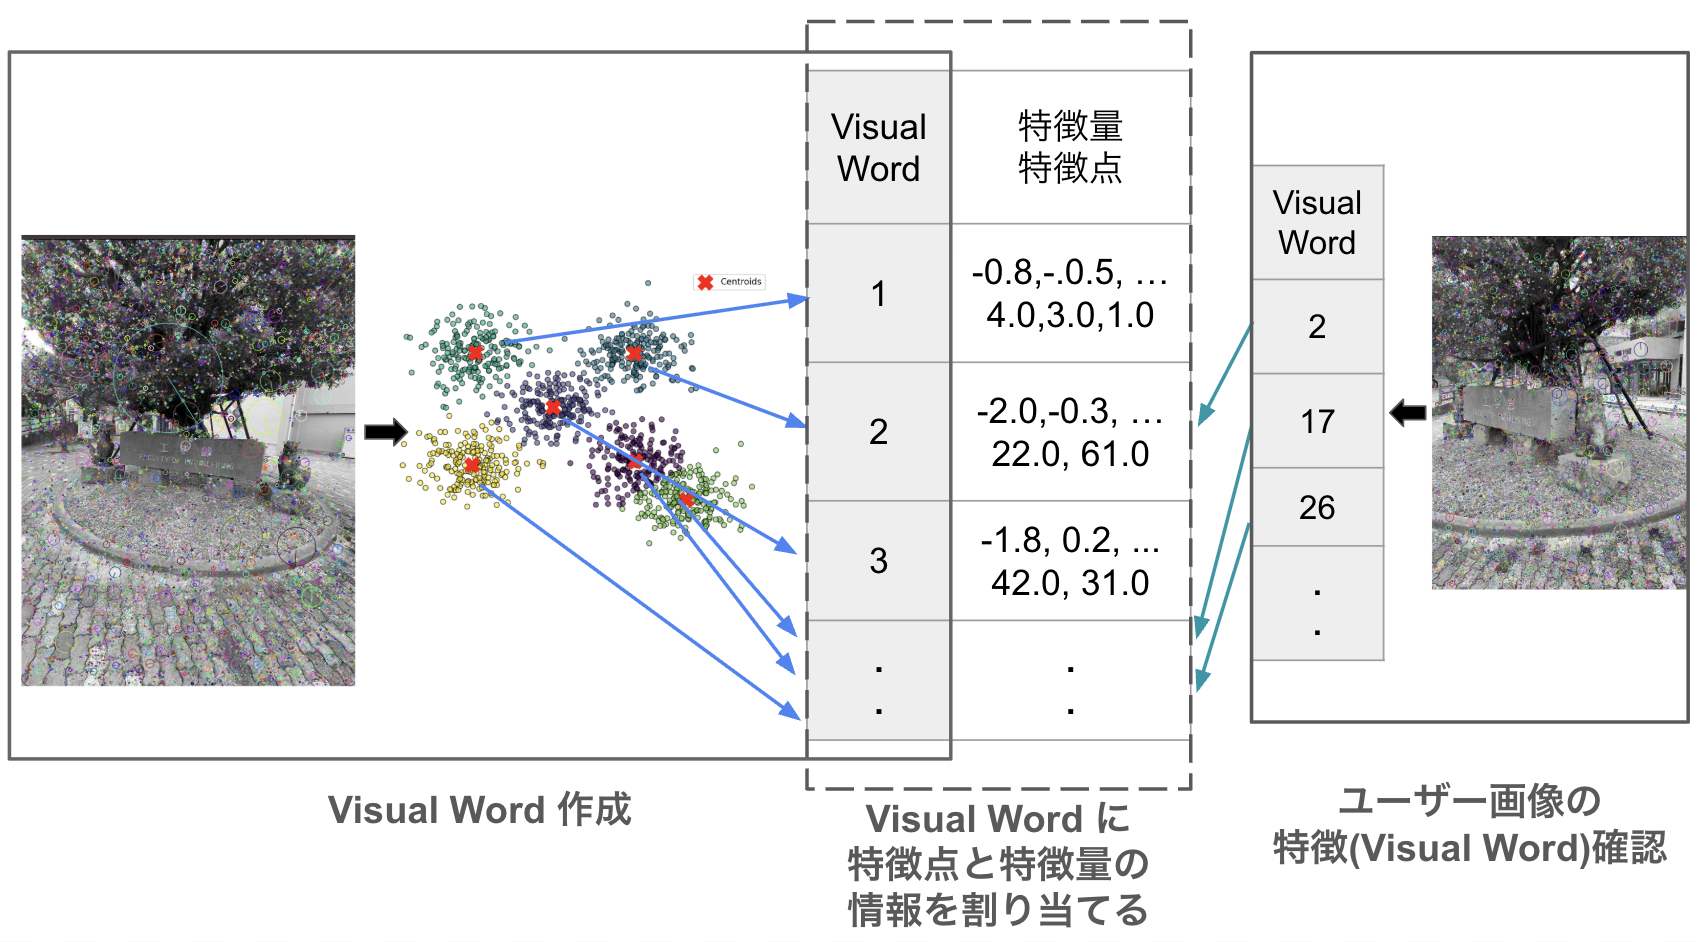 Visual
Word
特徴量
特徴点
1
-0.8,-.0.5, …
4.0,3.0,1.0
2
-2.0,-0.3, …
22.0, 61.0
3
-1.8, 0.2, ...
42.0, 31.0
.
.
.
.
Centroids
Visual
Word
2
17
26
.
.
Visual Word 作成
Visual Word に
特徴点と特徴量の
情報を割り当てる
ユーザー画像の
特徴(Visual Word)確認